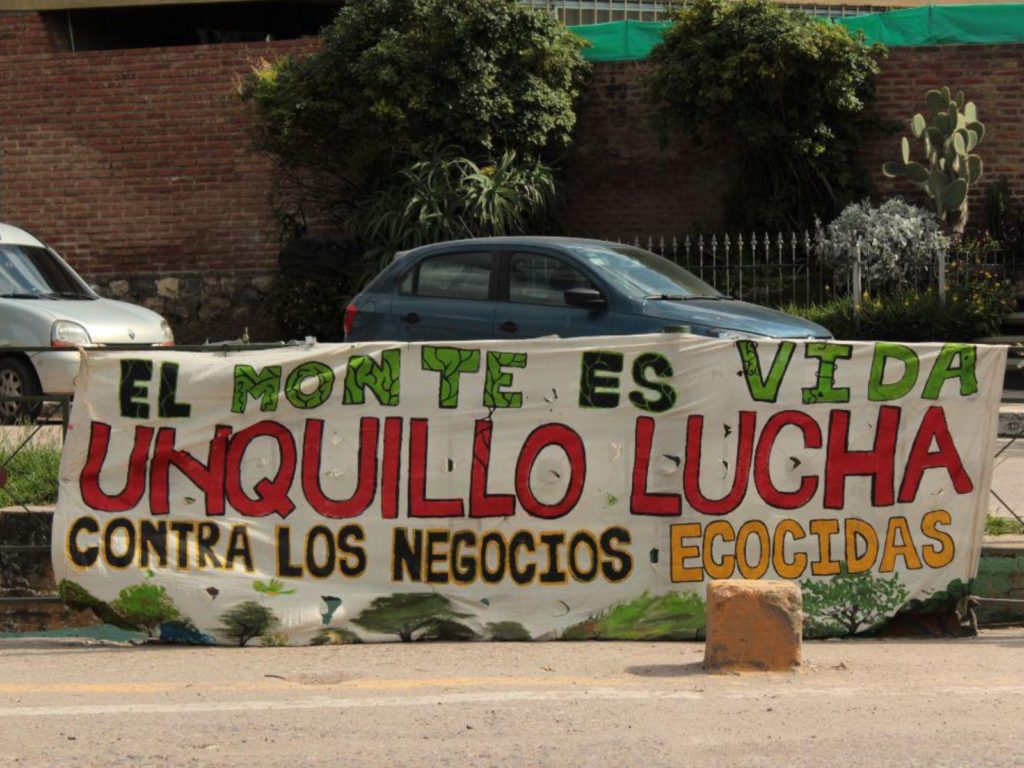 EL MONTE ES VIDA
UNQUILLO LUCHA
CONTRA LOS NEGOCIOS ECOCIDAS